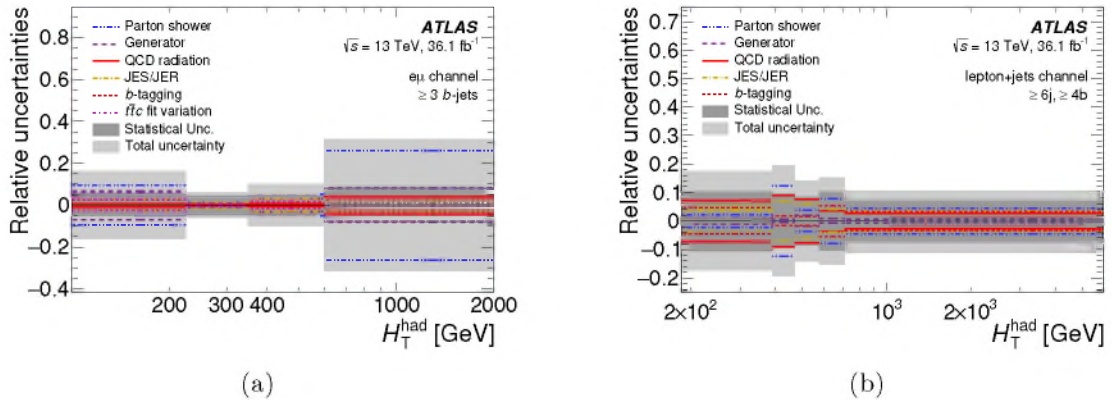 Relative uncertainties
0.8
0.6
0.4
0.2
0
−0.2
−0.4
Parton shower
Generator
QCD radiation
JES/JER
b-tagging
tt̄c fit variation
Statistical Unc.
Total uncertainty
ATLAS
√s = 13 TeV, 36.1 fb⁻¹
eμ channel
≥ 3 b-jets
200 300 400 1000 2000
H_T^had [GeV]
(a)
Relative uncertainties
0.7
0.6
0.5
0.4
0.3
0.2
0.1
0
−0.1
−0.2
Parton shower
Generator
QCD radiation
JES/JER
b-tagging
Statistical Unc.
Total uncertainty
ATLAS
√s = 13 TeV, 36.1 fb⁻¹
lepton+jets channel
≥ 6j, ≥ 4b
2×10² 10³ 2×10³
H_T^had [GeV]
(b)